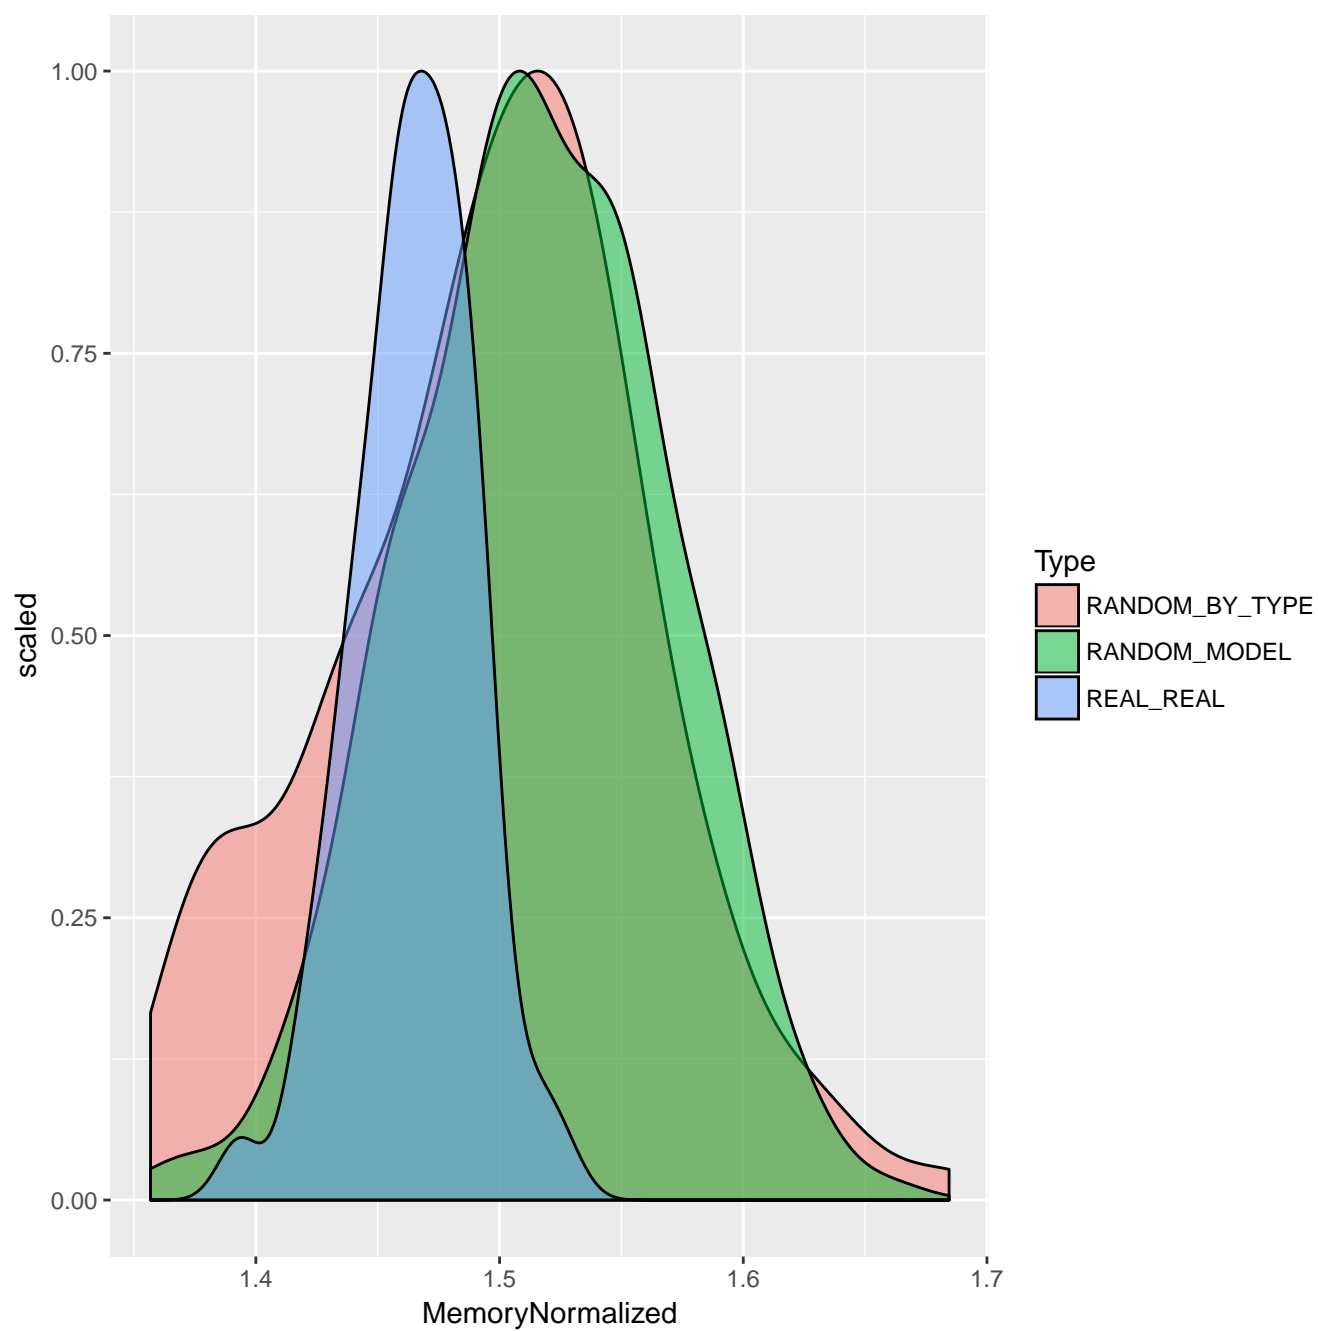 1.00
0.75
0.50
0.25
0.00
scaled
1.4 1.5 1.6 1.7
MemoryNormalized
Type
RANDOM_BY_TYPE
RANDOM_MODEL
REAL_REAL